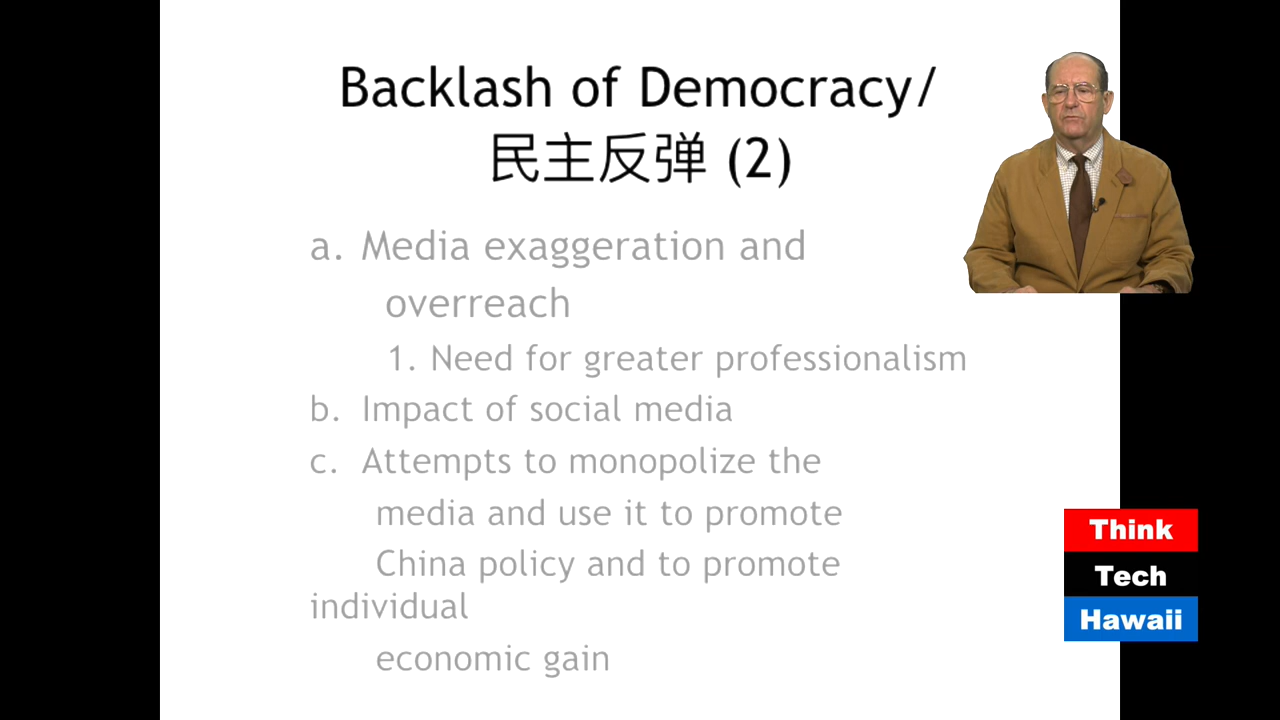 Backlash of Democracy/
民主反弹 (2)
a. Media exaggeration and
overreach
1. Need for greater professionalism
b. Impact of social media
c. Attempts to monopolize the
media and use it to promote
China policy and to promote
individual
economic gain
Think
Tech
Hawaii